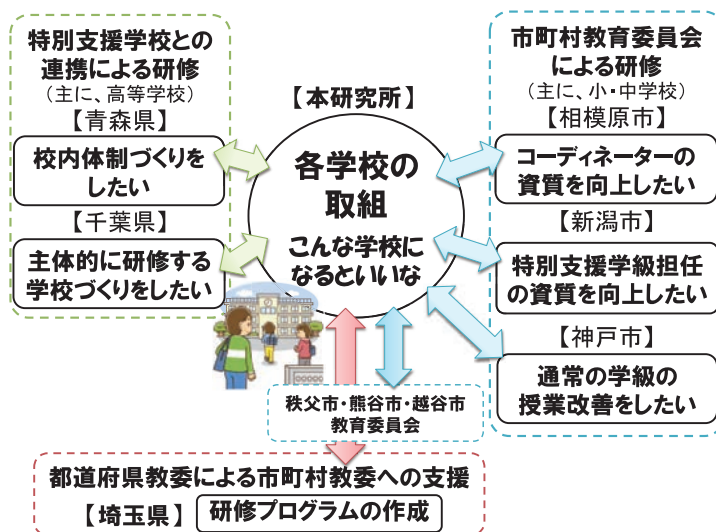 特別支援学校との
連携による研修
（主に、高等学校）
【青森県】
校内体制づくりを
したい
【千葉県】
主体的に研修する
学校づくりをしたい
【本研究所】
各学校の
取組
こんな学校に
なるといいな
市町村教育委員会
による研修
（主に、小・中学校）
【相模原市】
コーディネーターの
資質を向上したい
【新潟市】
特別支援学級担任
の資質を向上したい
【神戸市】
通常の学級の
授業改善をしたい
秩父市・熊谷市・越谷市
教育委員会
都道府県教委による市町村教委への支援
【埼玉県】 研修プログラムの作成